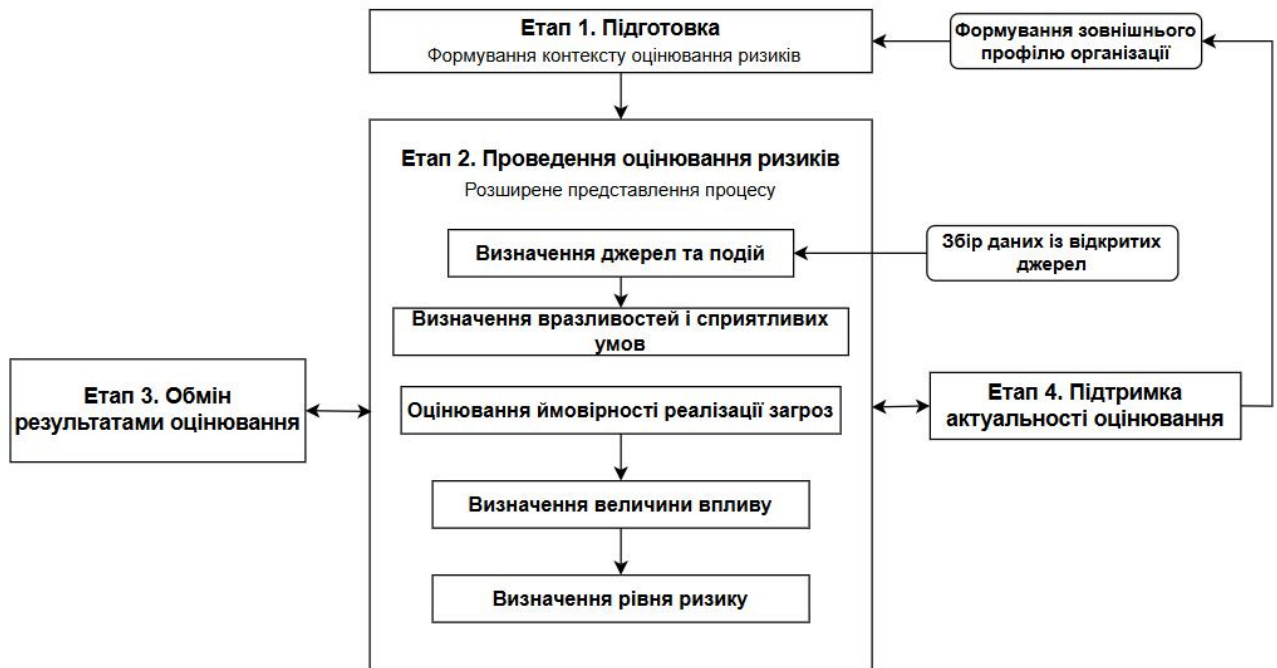 Етап 1. Підготовка
Формування контексту оцінювання ризиків
Формування зовнішнього
профілю організації
Етап 2. Проведення оцінювання ризиків
Розширене представлення процесу
Визначення джерел та подій
Збір даних із відкритих
джерел
Визначення вразливостей і сприятливих
умов
Етап 3. Обмін
результатами оцінювання
Оцінювання ймовірності реалізації загроз
Етап 4. Підтримка
актуальності оцінювання
Визначення величини впливу
Визначення рівня ризику